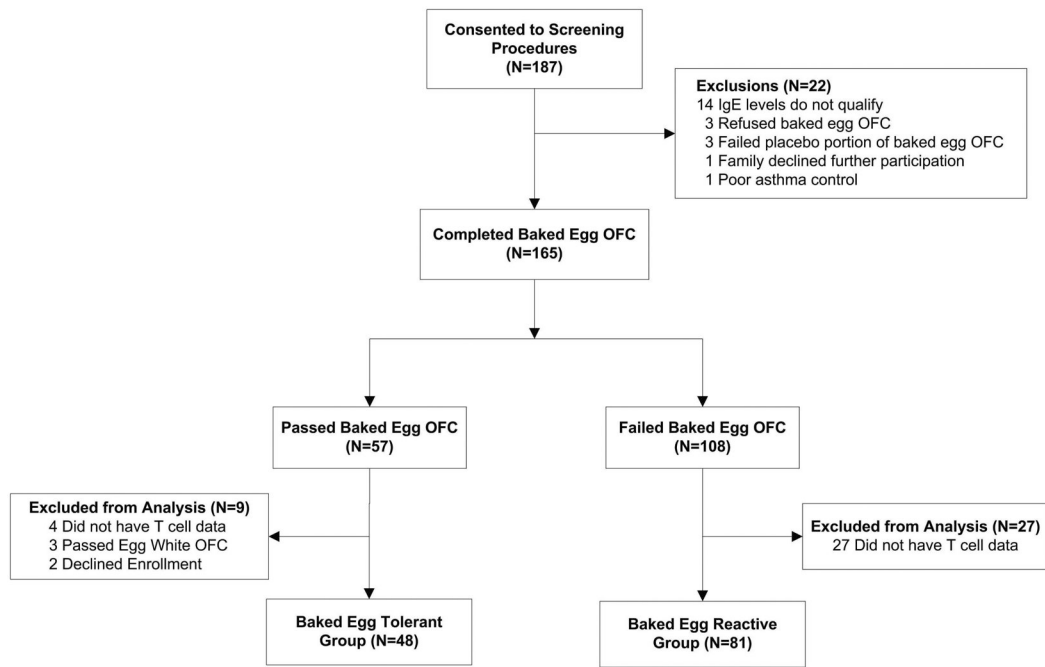 Consented to Screening
Procedures
(N=187)
Exclusions (N=22)
14 IgE levels do not qualify
3 Refused baked egg OFC
3 Failed placebo portion of baked egg OFC
1 Family declined further participation
1 Poor asthma control
Completed Baked Egg OFC
(N=165)
Passed Baked Egg OFC
(N=57)
Failed Baked Egg OFC
(N=108)
Excluded from Analysis (N=9)
4 Did not have T cell data
3 Passed Egg White OFC
2 Declined Enrollment
Excluded from Analysis (N=27)
27 Did not have T cell data
Baked Egg Tolerant
Group (N=48)
Baked Egg Reactive
Group (N=81)